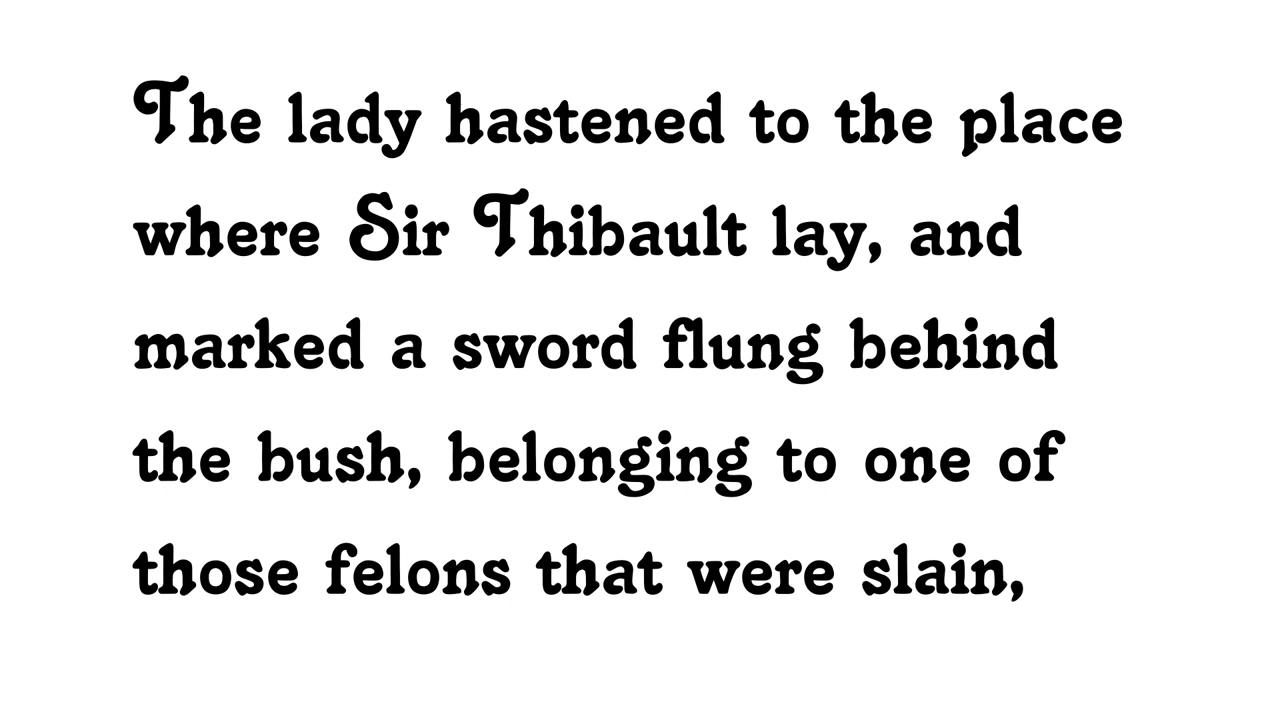 The lady hastened to the place
where Sir Thibault lay, and
marked a sword flung behind
the bush, belonging to one of
those felons that were slain,